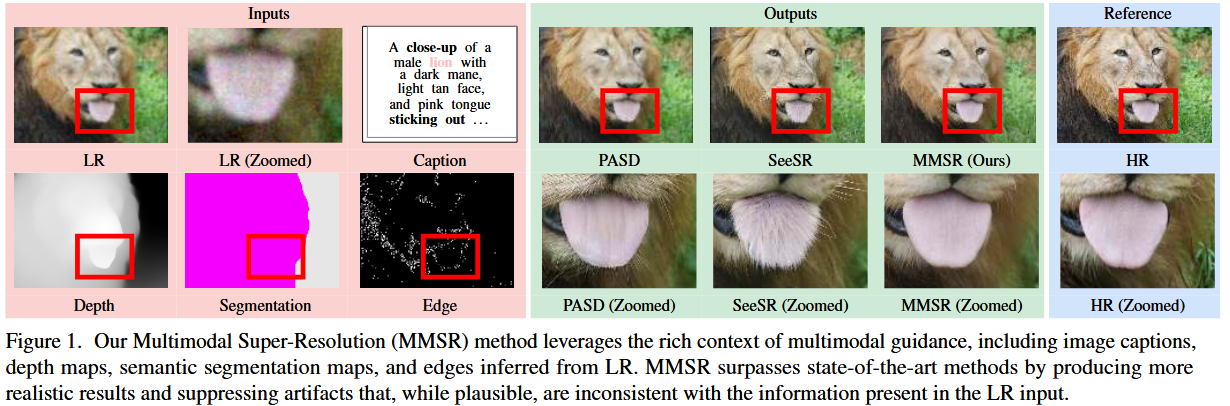 Inputs
Outputs
Reference
A close-up of a
male lion with
a dark mane,
light tan face,
and pink tongue
sticking out ...
LR
LR (Zoomed)
Caption
PASD
SeeSR
MMSR (Ours)
HR
Depth
Segmentation
Edge
PASD (Zoomed)
SeeSR (Zoomed)
MMSR (Zoomed)
HR (Zoomed)
Figure 1. Our Multimodal Super-Resolution (MMSR) method leverages the rich context of multimodal guidance, including image captions,
depth maps, semantic segmentation maps, and edges inferred from LR. MMSR surpasses state-of-the-art methods by producing more
realistic results and suppressing artifacts that, while plausible, are inconsistent with the information present in the LR input.